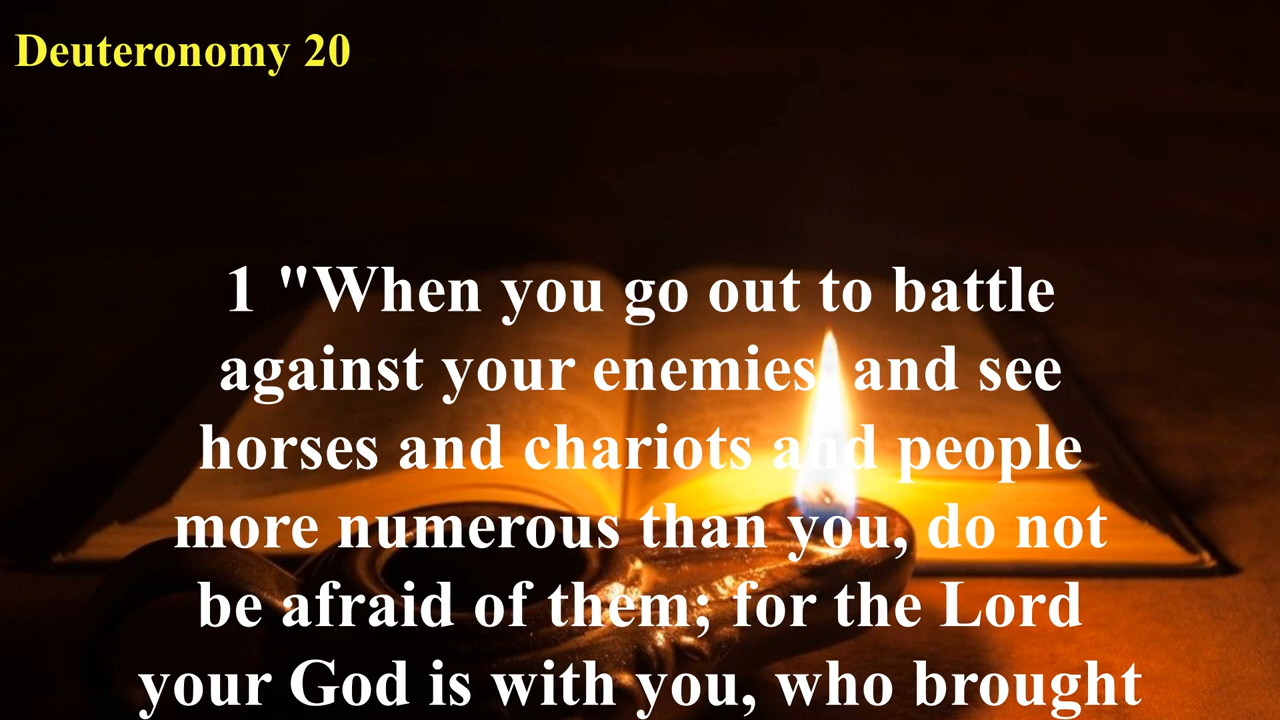 Deuteronomy 20
1 "When you go out to battle
against your enemies, and see
horses and chariots and people
more numerous than you, do not
be afraid of them; for the Lord
your God is with you, who brought